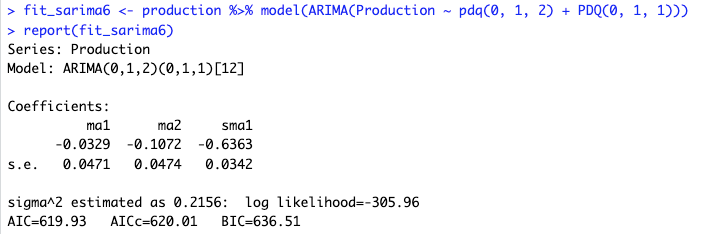 > fit_sarima6 <- production %>% model(ARIMA(Production ~ pdq(0, 1, 2) + PDQ(0, 1, 1)))
> report(fit_sarima6)
Series: Production
Model: ARIMA(0,1,2)(0,1,1)[12]

Coefficients:
          ma1      ma2     sma1
      -0.0329  -0.1072  -0.6363
s.e.   0.0471   0.0474   0.0342

sigma^2 estimated as 0.2156:  log likelihood=-305.96
AIC=619.93   AICc=620.01   BIC=636.51